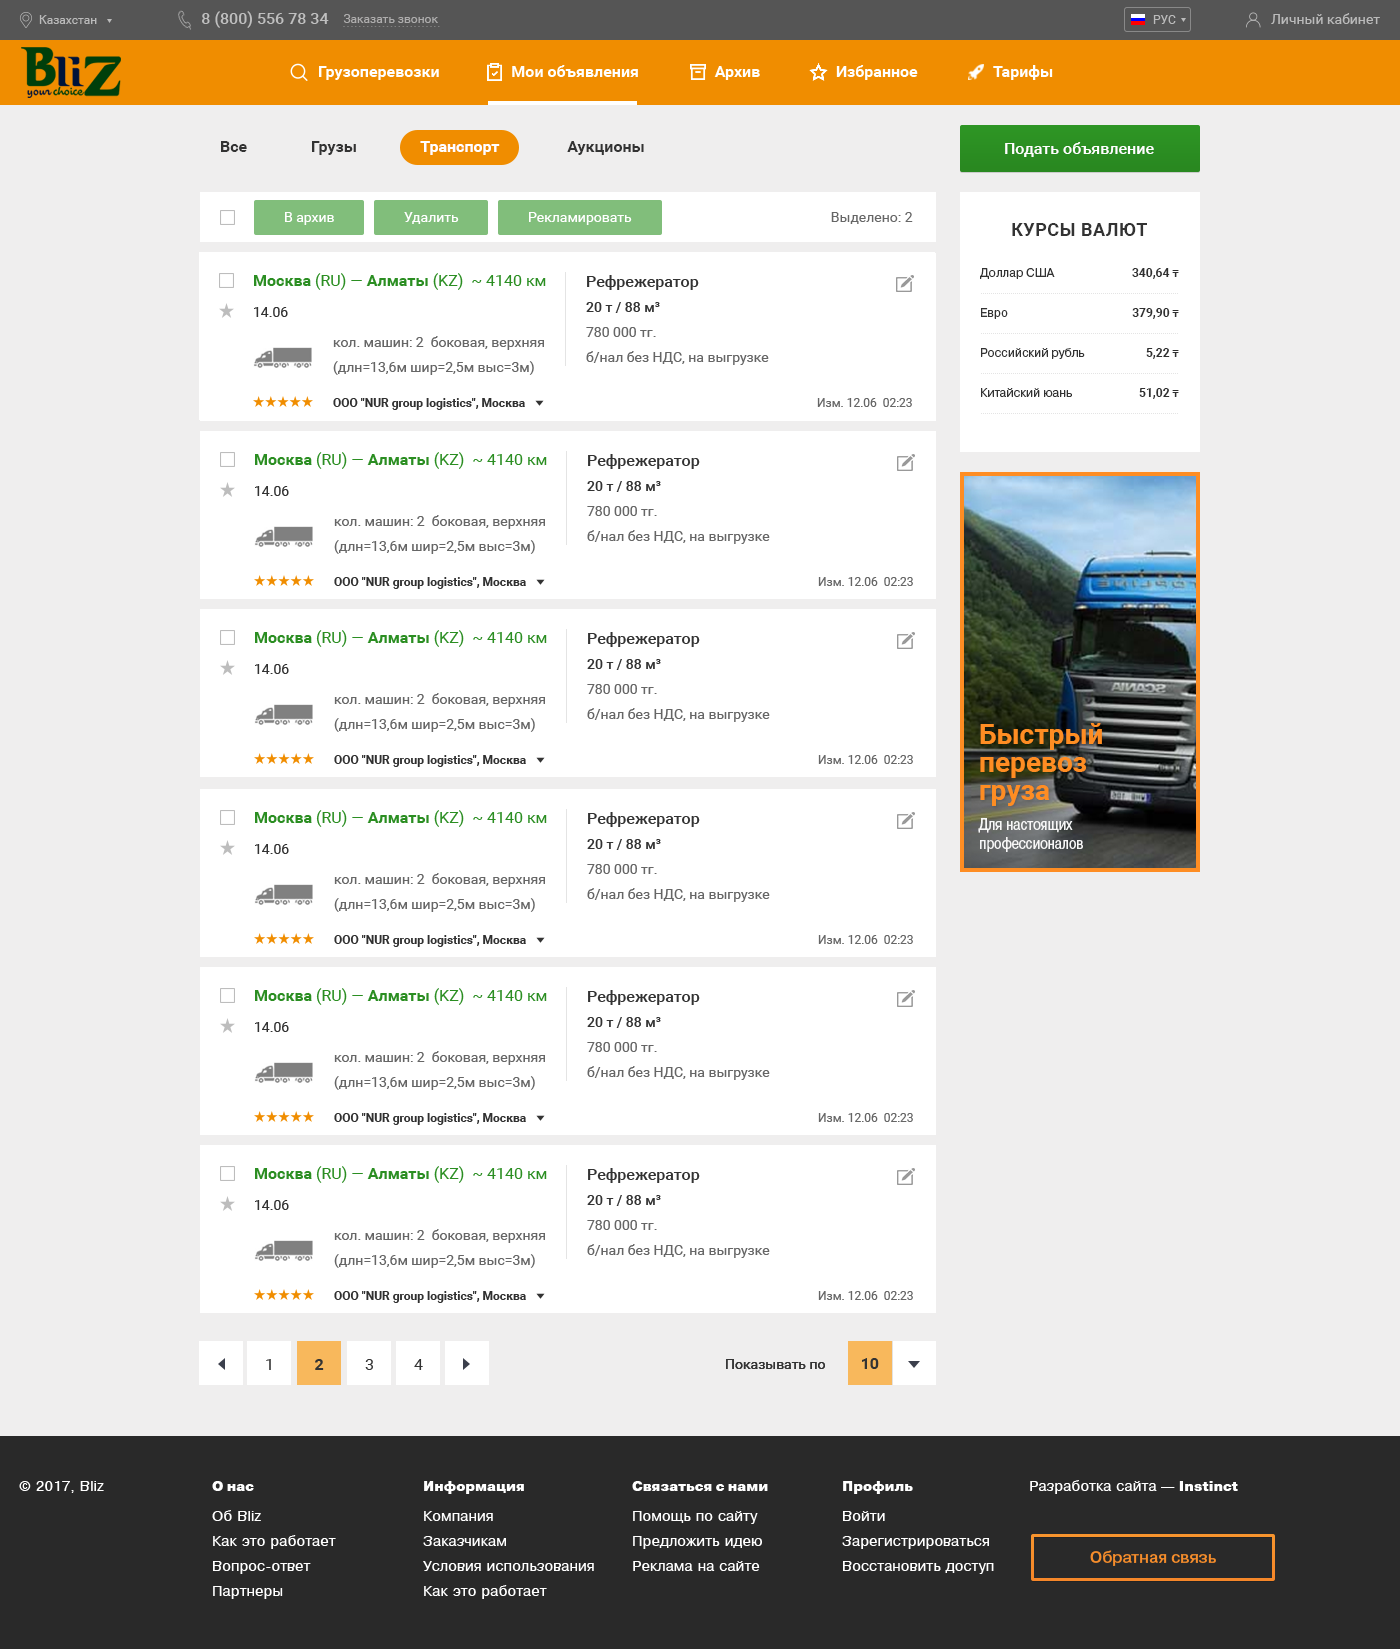 Казахстан
8 (800) 556 78 34
Заказать звонок
РУС
Личный кабинет
Bliz
your choice
Грузоперевозки
Мои объявления
Архив
Избранное
Тарифы
Все
Грузы
Транспорт
Аукционы
Подать объявление
В архив
Удалить
Рекламировать
Выделено: 2
Москва (RU) — Алматы (KZ) ~ 4140 км
14.06
кол. машин: 2 боковая, верхняя
(длн=13,6м шир=2,5м выс=3м)
ООО "NUR group logistics", Москва
Рефрежератор
20 т / 88 м³
780 000 тг.
б/нал без НДС, на выгрузке
Изм. 12.06 02:23
Москва (RU) — Алматы (KZ) ~ 4140 км
14.06
кол. машин: 2 боковая, верхняя
(длн=13,6м шир=2,5м выс=3м)
ООО "NUR group logistics", Москва
Рефрежератор
20 т / 88 м³
780 000 тг.
б/нал без НДС, на выгрузке
Изм. 12.06 02:23
Москва (RU) — Алматы (KZ) ~ 4140 км
14.06
кол. машин: 2 боковая, верхняя
(длн=13,6м шир=2,5м выс=3м)
ООО "NUR group logistics", Москва
Рефрежератор
20 т / 88 м³
780 000 тг.
б/нал без НДС, на выгрузке
Изм. 12.06 02:23
Москва (RU) — Алматы (KZ) ~ 4140 км
14.06
кол. машин: 2 боковая, верхняя
(длн=13,6м шир=2,5м выс=3м)
ООО "NUR group logistics", Москва
Рефрежератор
20 т / 88 м³
780 000 тг.
б/нал без НДС, на выгрузке
Изм. 12.06 02:23
Москва (RU) — Алматы (KZ) ~ 4140 км
14.06
кол. машин: 2 боковая, верхняя
(длн=13,6м шир=2,5м выс=3м)
ООО "NUR group logistics", Москва
Рефрежератор
20 т / 88 м³
780 000 тг.
б/нал без НДС, на выгрузке
Изм. 12.06 02:23
Москва (RU) — Алматы (KZ) ~ 4140 км
14.06
кол. машин: 2 боковая, верхняя
(длн=13,6м шир=2,5м выс=3м)
ООО "NUR group logistics", Москва
Рефрежератор
20 т / 88 м³
780 000 тг.
б/нал без НДС, на выгрузке
Изм. 12.06 02:23
КУРСЫ ВАЛЮТ
Доллар США 340,64 ₸
Евро 379,90 ₸
Российский рубль 5,22 ₸
Китайский юань 51,02 ₸
SCANIA
Быстрый
перевоз
груза
Для настоящих
профессионалов
1
2
3
4
Показывать по
10
© 2017, Bliz
О нас
Об Bliz
Как это работает
Вопрос-ответ
Партнеры
Информация
Компания
Заказчикам
Условия использования
Как это работает
Связаться с нами
Помощь по сайту
Предложить идею
Реклама на сайте
Профиль
Войти
Зарегистрироваться
Восстановить доступ
Разработка сайта — Instinct
Обратная связь